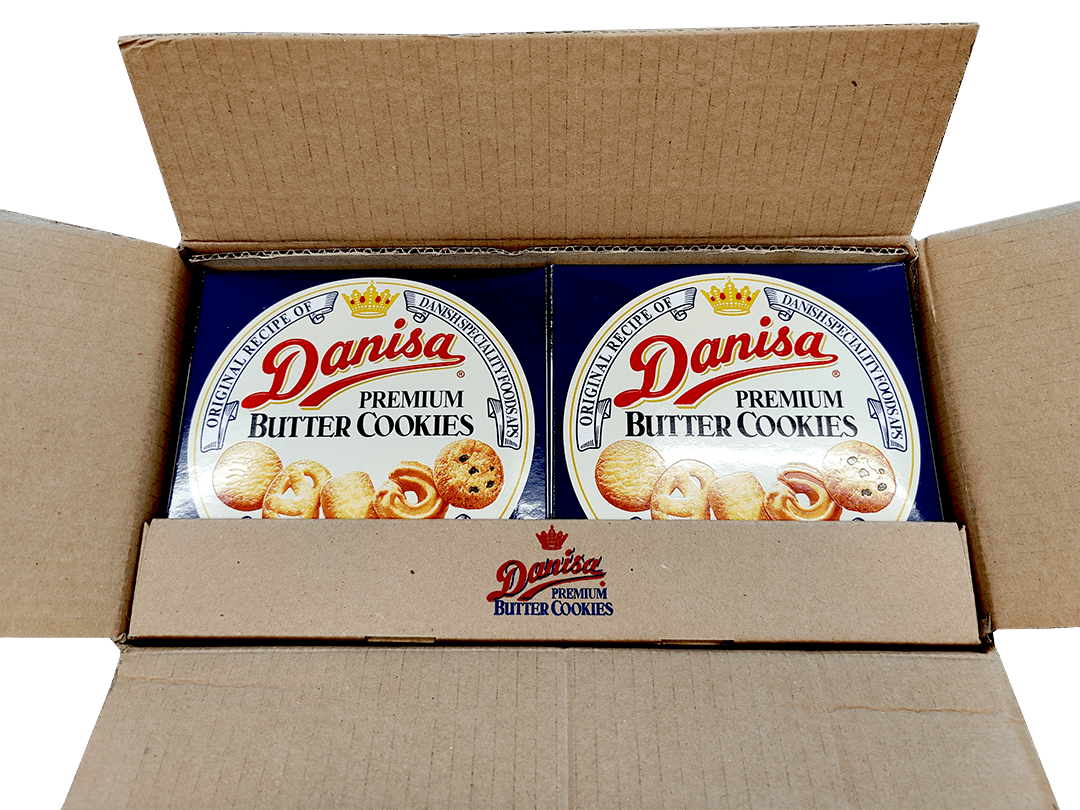 ORIGINAL RECIPE OF
DANISH SPECIALITY FOODS APS
Danisa®
PREMIUM
BUTTER COOKIES
ORIGINAL RECIPE OF
DANISH SPECIALITY FOODS APS
Danisa®
PREMIUM
BUTTER COOKIES
Danisa
PREMIUM
BUTTER COOKIES